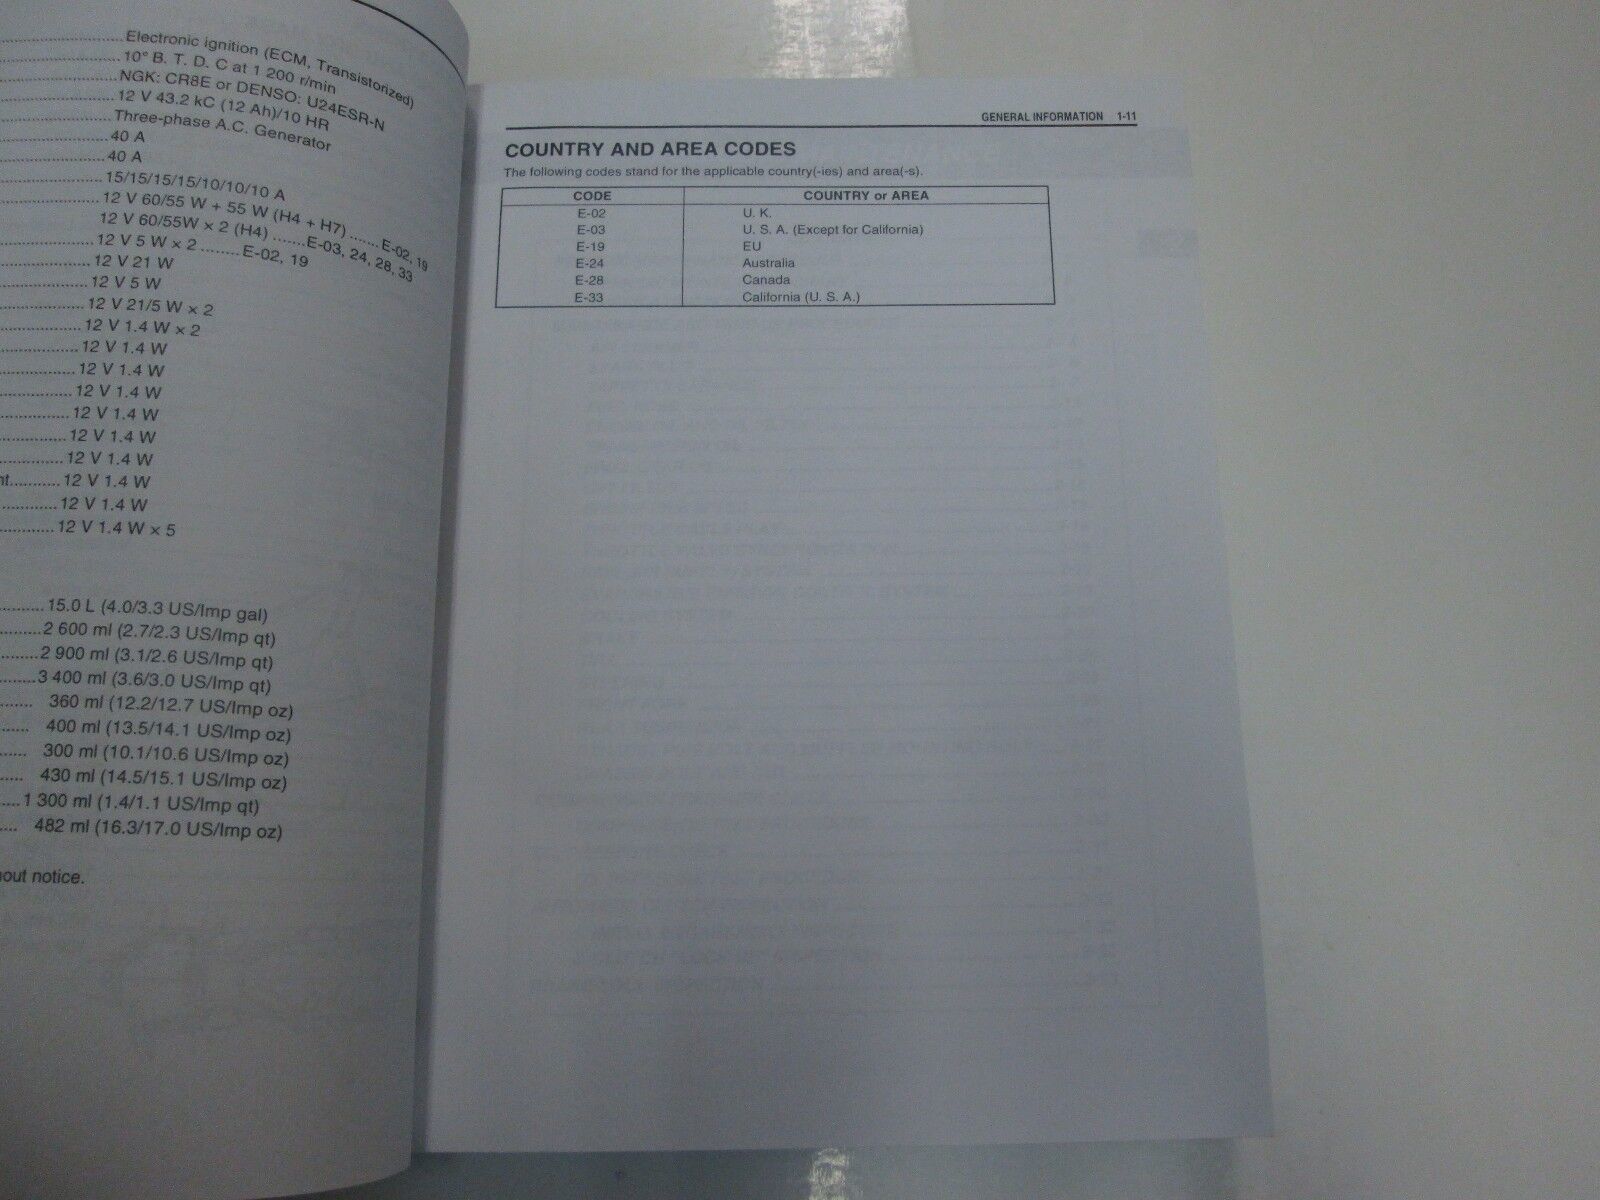 Electronic ignition (ECM, Transistorized)
10° B. T. D. C at 1 200 r/min
NGK: CR8E or DENSO: U24ESR-N
12 V 43.2 kC (12 Ah)/10 HR
Three-phase A.C. Generator
40 A
40 A
15/15/15/15/10/10/10 A
12 V 60/55 W + 55 W (H4 + H7) ....... E-02, 19
12 V 60/55W × 2 (H4) ....... E-03, 24, 28, 33
12 V 5 W × 2 ........ E-02, 19
12 V 21 W
12 V 5 W
12 V 21/5 W × 2
12 V 1.4 W × 2
12 V 1.4 W
12 V 1.4 W
12 V 1.4 W
12 V 1.4 W
12 V 1.4 W
12 V 1.4 W
12 V 1.4 W
12 V 1.4 W
12 V 1.4 W × 5
15.0 L (4.0/3.3 US/Imp gal)
2 600 ml (2.7/2.3 US/Imp qt)
2 900 ml (3.1/2.6 US/Imp qt)
3 400 ml (3.6/3.0 US/Imp qt)
360 ml (12.2/12.7 US/Imp oz)
400 ml (13.5/14.1 US/Imp oz)
300 ml (10.1/10.6 US/Imp oz)
430 ml (14.5/15.1 US/Imp oz)
1 300 ml (1.4/1.1 US/Imp qt)
482 ml (16.3/17.0 US/Imp oz)
out notice.
GENERAL INFORMATION 1-11
COUNTRY AND AREA CODES
The following codes stand for the applicable country(-ies) and area(-s).
CODE COUNTRY or AREA
E-02 U. K.
E-03 U. S. A. (Except for California)
E-19 EU
E-24 Australia
E-28 Canada
E-33 California (U. S. A.)